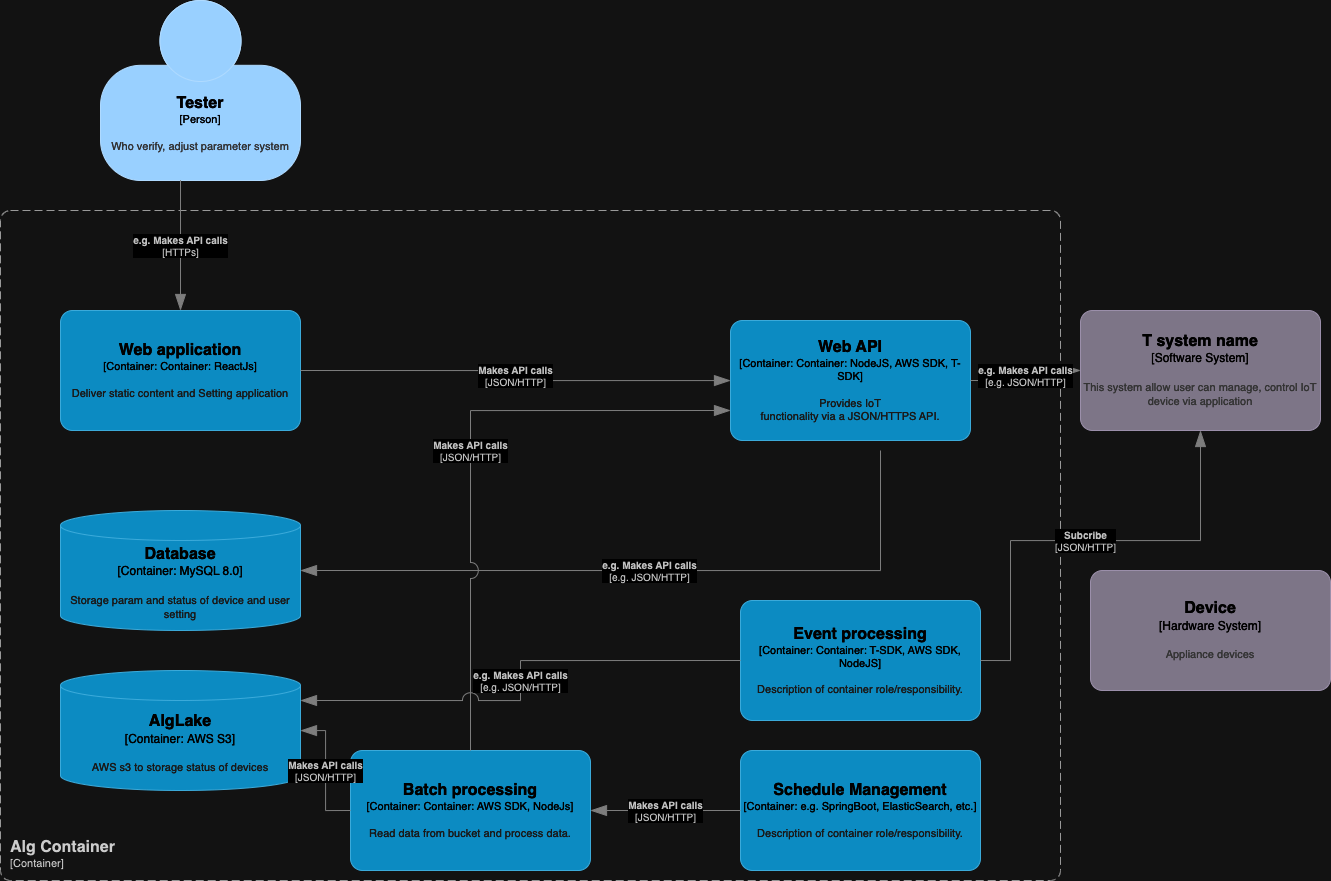 Tester
[Person]
Who verify, adjust parameter system
e.g. Makes API calls
[HTTPs]
Web application
[Container: Container: ReactJs]
Deliver static content and Setting application
Makes API calls
[JSON/HTTP]
Web API
[Container: Container: NodeJS, AWS SDK, T-
SDK]
Provides IoT
functionality via a JSON/HTTPS API.
e.g. Makes API calls
[e.g. JSON/HTTP]
T system name
[Software System]
This system allow user can manage, control IoT
device via application
Makes API calls
[JSON/HTTP]
Database
[Container: MySQL 8.0]
Storage param and status of device and user
setting
e.g. Makes API calls
[e.g. JSON/HTTP]
Subcribe
[JSON/HTTP]
Device
[Hardware System]
Appliance devices
Event processing
[Container: Container: T-SDK, AWS SDK,
NodeJS]
Description of container role/responsibility.
e.g. Makes API calls
[e.g. JSON/HTTP]
AlgLake
[Container: AWS S3]
AWS s3 to storage status of devices
Makes API calls
[JSON/HTTP]
Batch processing
[Container: Container: AWS SDK, NodeJs]
Read data from bucket and process data.
Makes API calls
[JSON/HTTP]
Schedule Management
[Container: e.g. SpringBoot, ElasticSearch, etc.]
Description of container role/responsibility.
Alg Container
[Container]